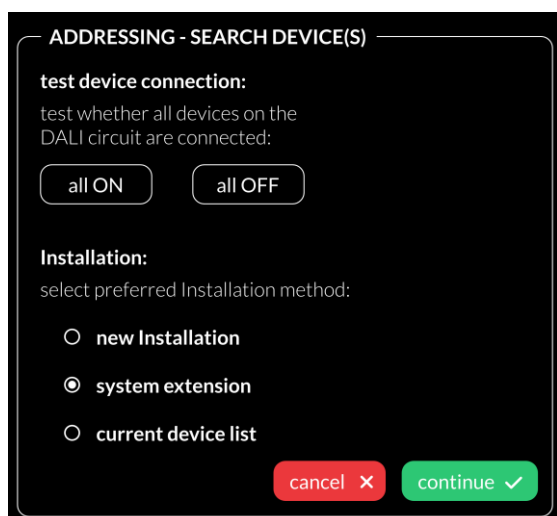 ADDRESSING - SEARCH DEVICE(S)
test device connection:
test whether all devices on the
DALI circuit are connected:
all ON
all OFF
Installation:
select preferred Installation method:
new Installation
system extension
current device list
cancel
continue